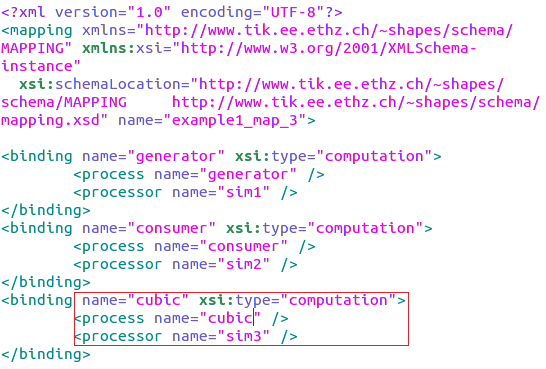 <?xml version="1.0" encoding="UTF-8"?>
<mapping xmlns="http://www.tik.ee.ethz.ch/~shapes/schema/
MAPPING" xmlns:xsi="http://www.w3.org/2001/XMLSchema-
instance"
  xsi:schemaLocation="http://www.tik.ee.ethz.ch/~shapes/
schema/MAPPING     http://www.tik.ee.ethz.ch/~shapes/schema/
mapping.xsd" name="example1_map_3">

<binding name="generator" xsi:type="computation">
        <process name="generator" />
        <processor name="sim1" />
</binding>
<binding name="consumer" xsi:type="computation">
        <process name="consumer" />
        <processor name="sim2" />
</binding>
<binding name="cubic" xsi:type="computation">
        <process name="cubic" />
        <processor name="sim3" />
</binding>